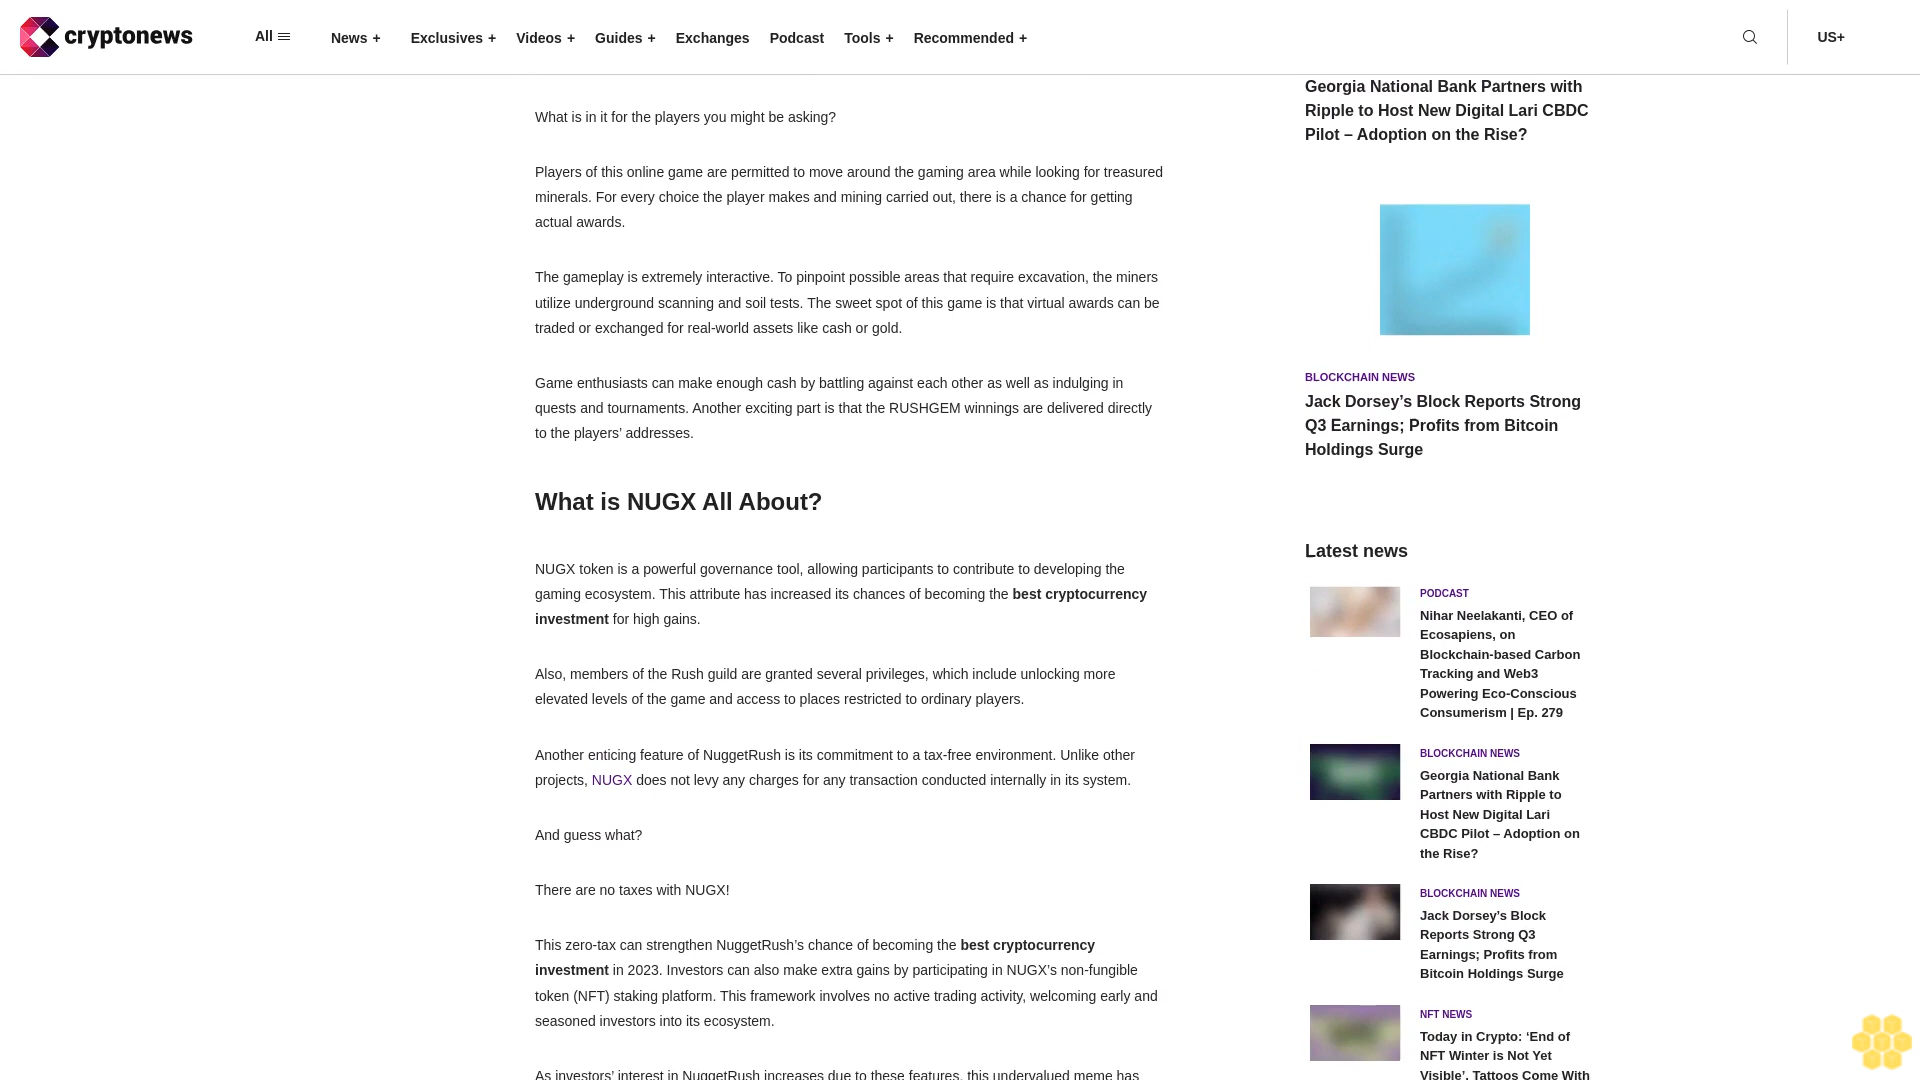 cryptonews
All
News +
Exclusives +
Videos +
Guides +
Exchanges
Podcast
Tools +
Recommended +
US+
What is in it for the players you might be asking?
Players of this online game are permitted to move around the gaming area while looking for treasured
minerals. For every choice the player makes and mining carried out, there is a chance for getting
actual awards.
The gameplay is extremely interactive. To pinpoint possible areas that require excavation, the miners
utilize underground scanning and soil tests. The sweet spot of this game is that virtual awards can be
traded or exchanged for real-world assets like cash or gold.
Game enthusiasts can make enough cash by battling against each other as well as indulging in
quests and tournaments. Another exciting part is that the RUSHGEM winnings are delivered directly
to the players’ addresses.
What is NUGX All About?
NUGX token is a powerful governance tool, allowing participants to contribute to developing the
gaming ecosystem. This attribute has increased its chances of becoming the best cryptocurrency
investment for high gains.
Also, members of the Rush guild are granted several privileges, which include unlocking more
elevated levels of the game and access to places restricted to ordinary players.
Another enticing feature of NuggetRush is its commitment to a tax-free environment. Unlike other
projects, NUGX does not levy any charges for any transaction conducted internally in its system.
And guess what?
There are no taxes with NUGX!
This zero-tax can strengthen NuggetRush’s chance of becoming the best cryptocurrency
investment in 2023. Investors can also make extra gains by participating in NUGX’s non-fungible
token (NFT) staking platform. This framework involves no active trading activity, welcoming early and
seasoned investors into its ecosystem.
As investors’ interest in NuggetRush increases due to these features, this undervalued meme has
Georgia National Bank Partners with
Ripple to Host New Digital Lari CBDC
Pilot – Adoption on the Rise?
BLOCKCHAIN NEWS
Jack Dorsey’s Block Reports Strong
Q3 Earnings; Profits from Bitcoin
Holdings Surge
Latest news
PODCAST
Nihar Neelakanti, CEO of
Ecosapiens, on
Blockchain-based Carbon
Tracking and Web3
Powering Eco-Conscious
Consumerism | Ep. 279
BLOCKCHAIN NEWS
Georgia National Bank
Partners with Ripple to
Host New Digital Lari
CBDC Pilot – Adoption on
the Rise?
BLOCKCHAIN NEWS
Jack Dorsey’s Block
Reports Strong Q3
Earnings; Profits from
Bitcoin Holdings Surge
NFT NEWS
Today in Crypto: ‘End of
NFT Winter is Not Yet
Visible’, Tattoos Come With